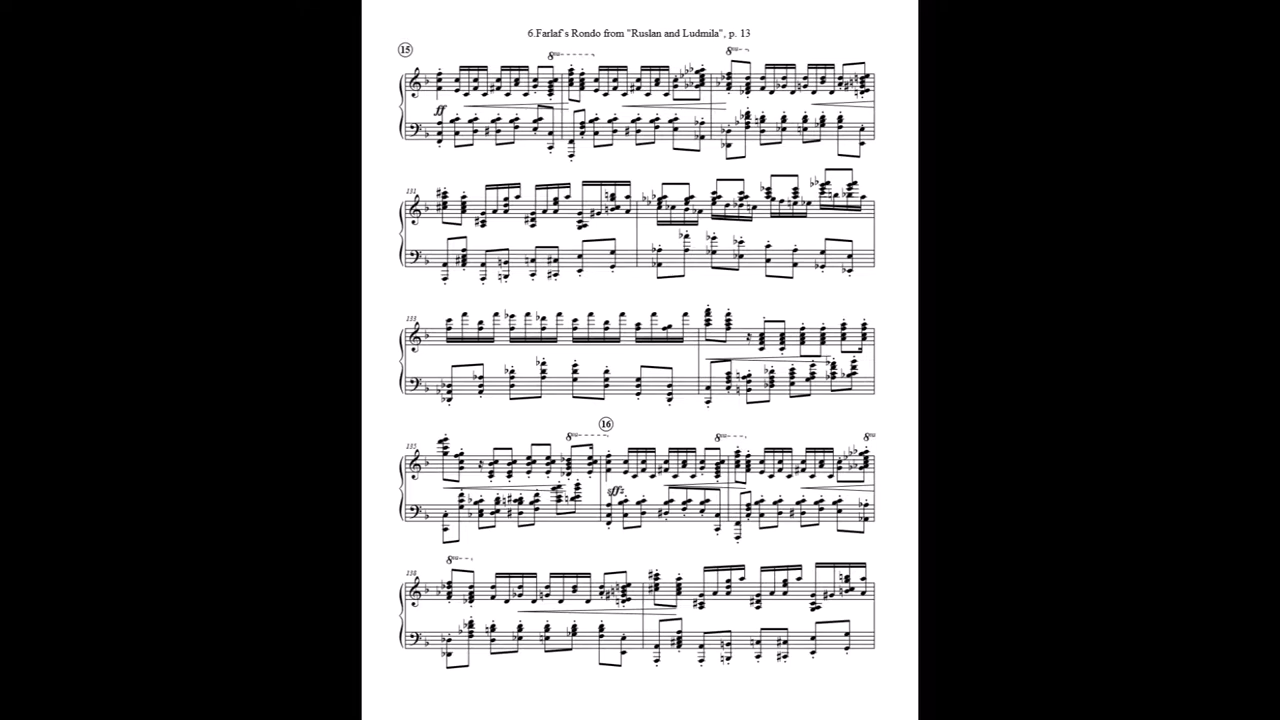 6.Farlaf`s Rondo from "Ruslan and Ludmila", p. 13
15
8va
8va
ff
131
133
16
135
8va
8va
8va
ff
138
8va